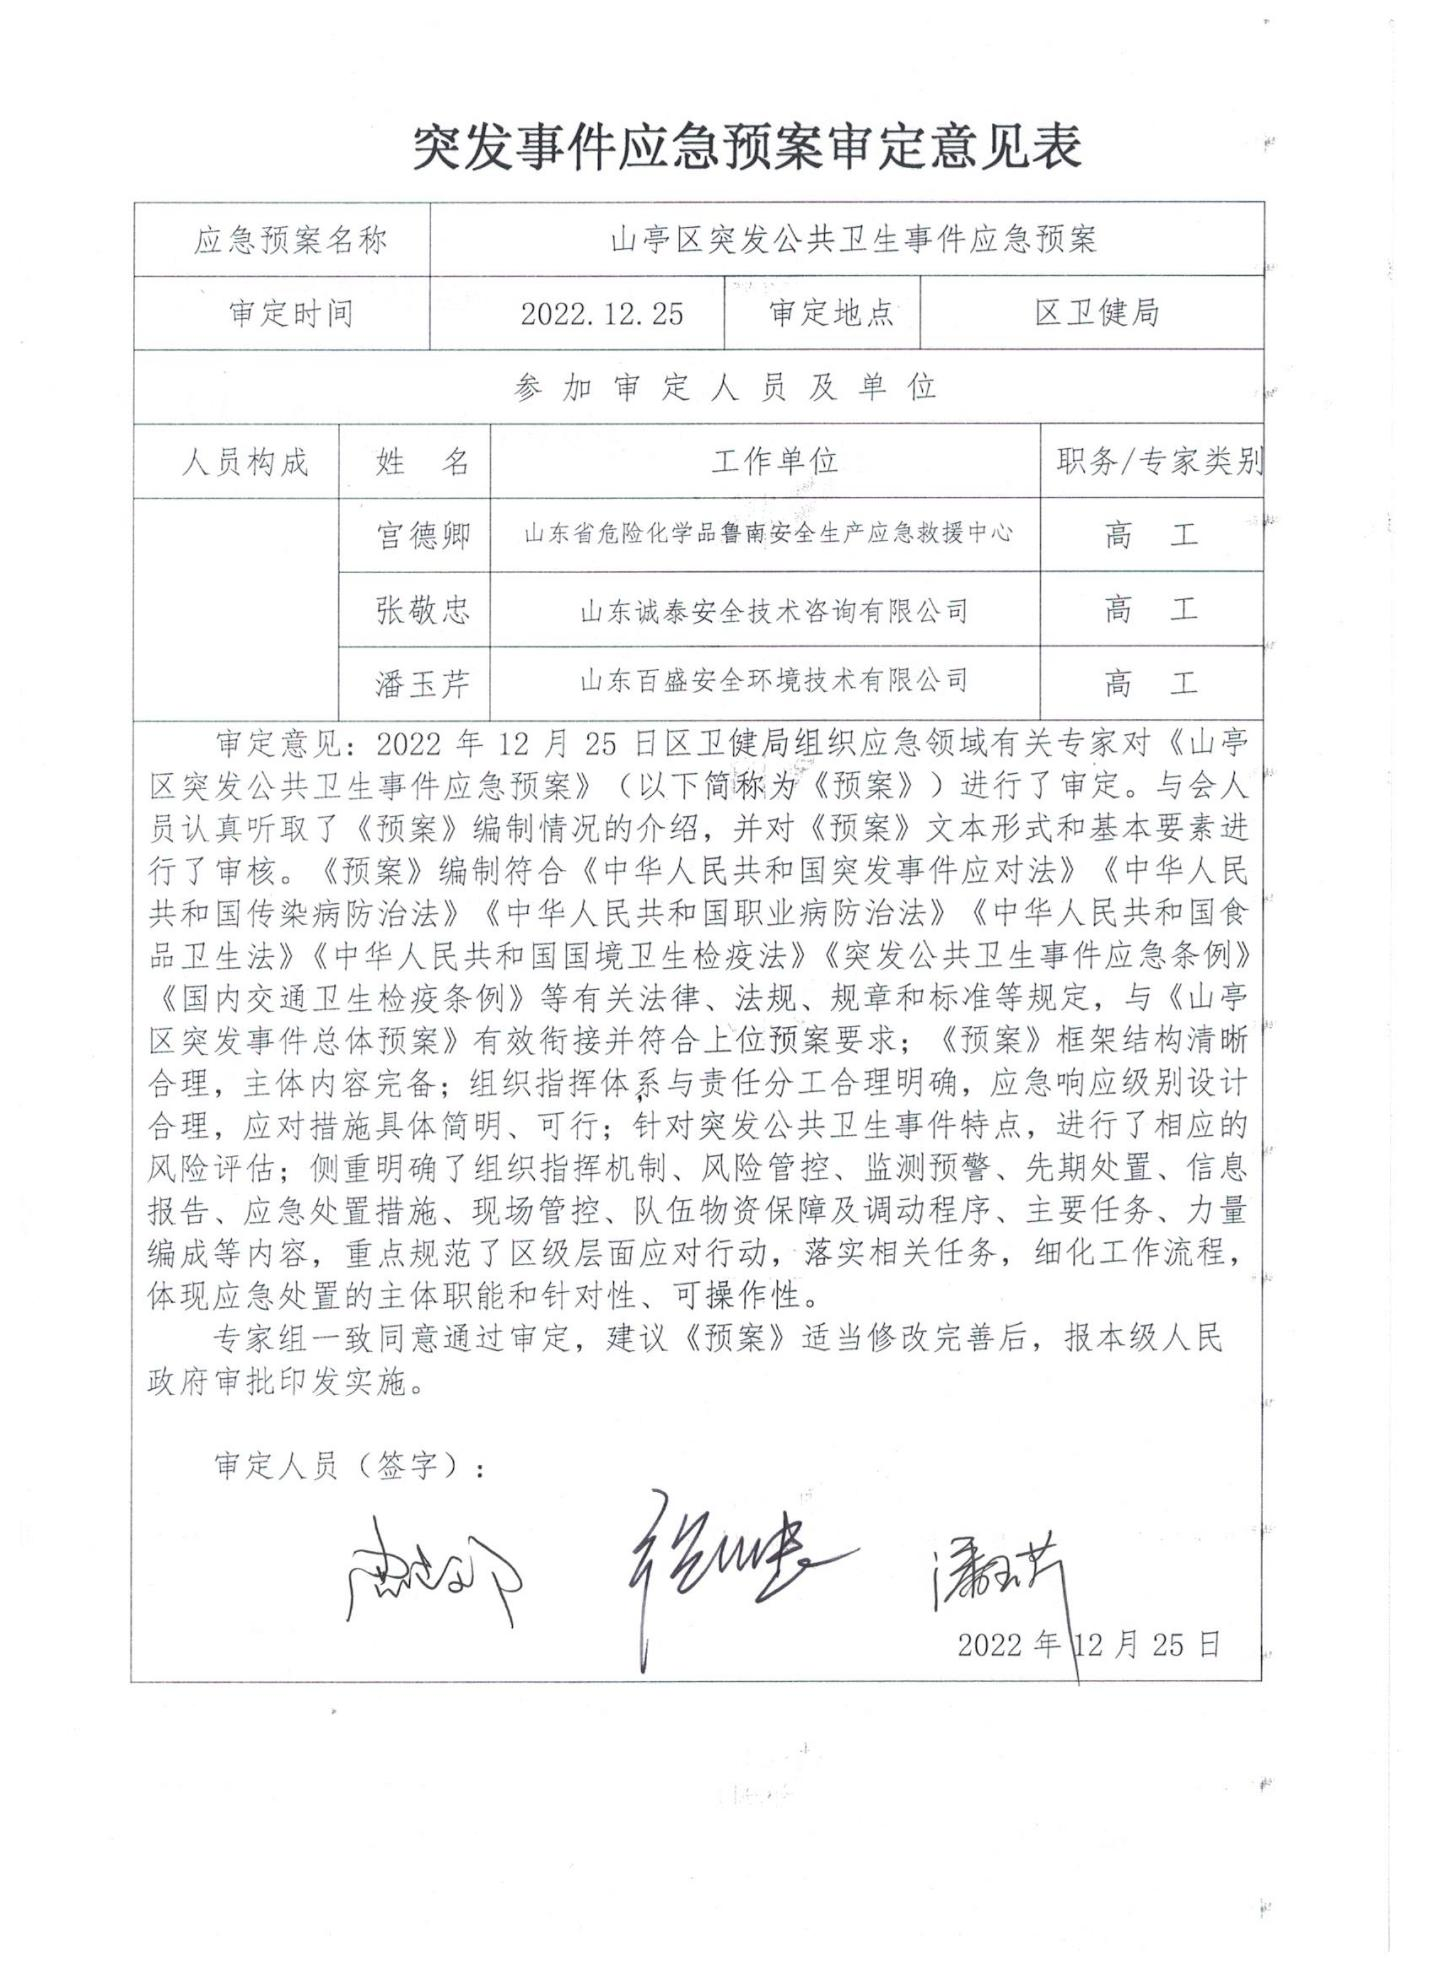 突发事件应急预案审定意见表
应急预案名称 山亭区突发公共卫生事件应急预案
审定时间 2022.12.25 审定地点 区卫健局
参加审定人员及单位
人员构成 姓 名 工作单位 职务/专家类别
宫德卿 山东省危险化学品鲁南安全生产应急救援中心 高 工
张敬忠 山东诚泰安全技术咨询有限公司 高 工
潘玉芹 山东百盛安全环境技术有限公司 高 工
审定意见：2022 年 12 月 25 日区卫健局组织应急领域有关专家对《山亭
区突发公共卫生事件应急预案》（以下简称为《预案》）进行了审定。与会人
员认真听取了《预案》编制情况的介绍，并对《预案》文本形式和基本要素进
行了审核。《预案》编制符合《中华人民共和国突发事件应对法》《中华人民
共和国传染病防治法》《中华人民共和国职业病防治法》《中华人民共和国食
品卫生法》《中华人民共和国国境卫生检疫法》《突发公共卫生事件应急条例》
《国内交通卫生检疫条例》等有关法律、法规、规章和标准等规定，与《山亭
区突发事件总体预案》有效衔接并符合上位预案要求；《预案》框架结构清晰
合理，主体内容完备；组织指挥体系与责任分工合理明确，应急响应级别设计
合理，应对措施具体简明、可行；针对突发公共卫生事件特点，进行了相应的
风险评估；侧重明确了组织指挥机制、风险管控、监测预警、先期处置、信息
报告、应急处置措施、现场管控、队伍物资保障及调动程序、主要任务、力量
编成等内容，重点规范了区级层面应对行动，落实相关任务，细化工作流程，
体现应急处置的主体职能和针对性、可操作性。
专家组一致同意通过审定，建议《预案》适当修改完善后，报本级人民
政府审批印发实施。
审定人员（签字）：
潘玉芹
2022 年 12 月 25 日